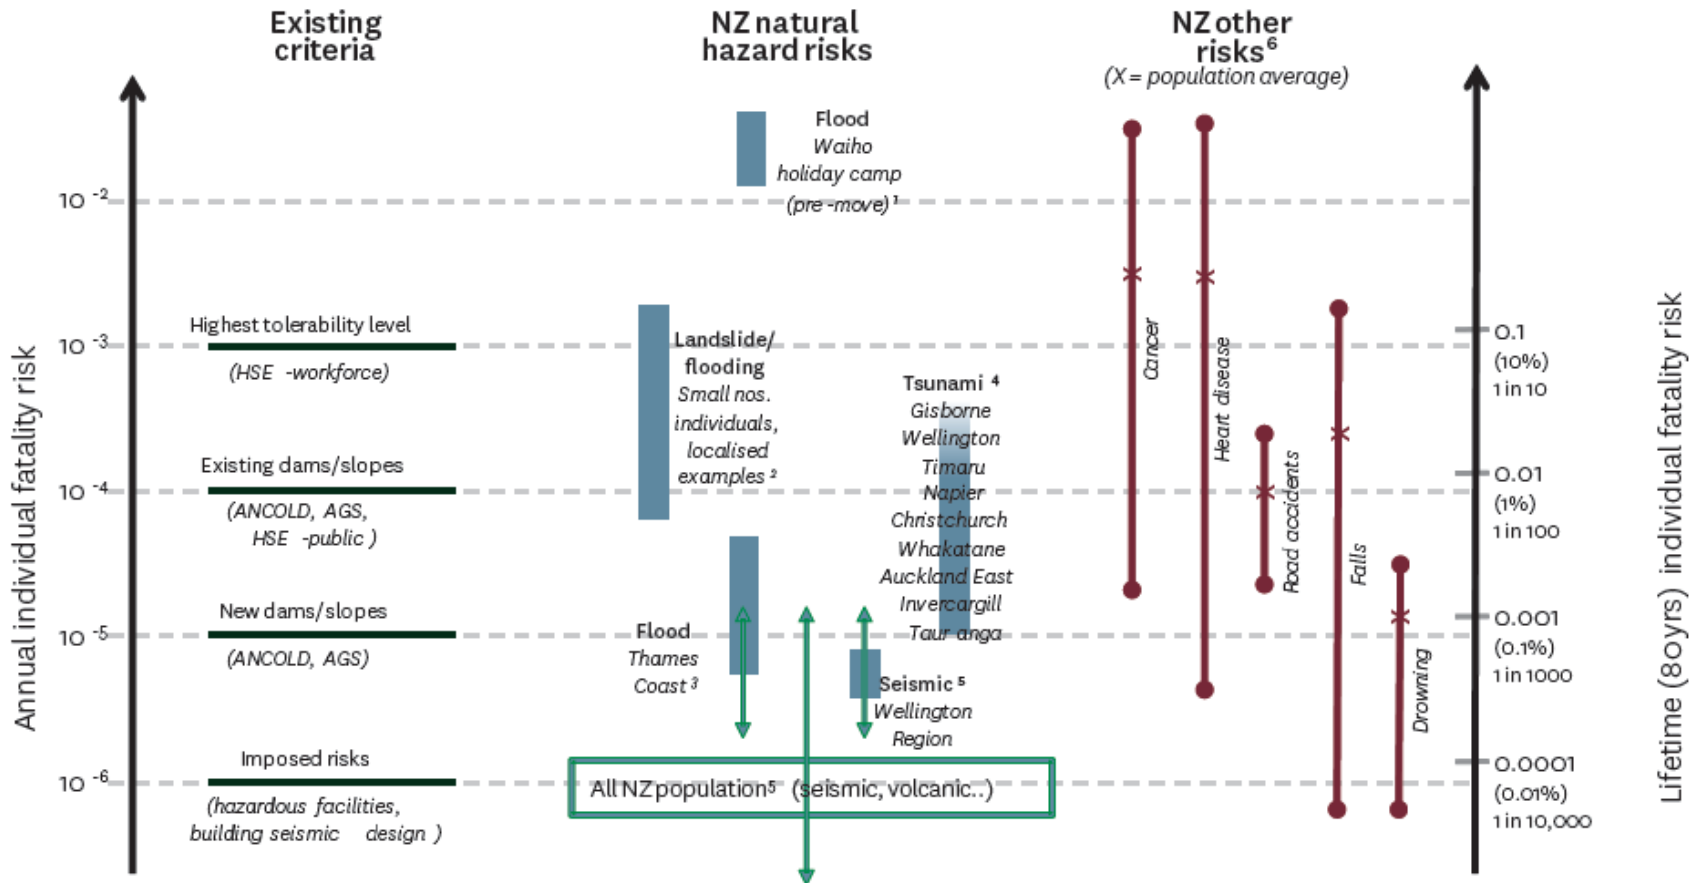 Existing
criteria
NZ natural
hazard risks
NZ other
risks⁶
(X = population average)
Annual individual fatality risk
10 -2
10 -3
10 -4
10 -5
10 -6
Highest tolerability level
(HSE -workforce)
Existing dams/slopes
(ANCOLD, AGS,
HSE -public )
New dams/slopes
(ANCOLD, AGS)
Imposed risks
(hazardous facilities,
building seismic design )
Flood
Waiho
holiday camp
(pre -move) ¹
Landslide/
flooding
Small nos.
individuals,
localised
examples ²
Tsunami ⁴
Gisborne
Wellington
Timaru
Napier
Christchurch
Whakatane
Auckland East
Invercargill
Taur anga
Flood
Thames
Coast ³
Seismic ⁵
Wellington
Region
All NZ population⁵ (seismic, volcanic..)
Cancer
Heart disease
Road accidents
Falls
Drowning
0.1
(10%)
1 in 10
0.01
(1%)
1 in 100
0.001
(0.1%)
1 in 1000
0.0001
(0.01%)
1 in 10,000
Lifetime (80yrs) individual fatality risk